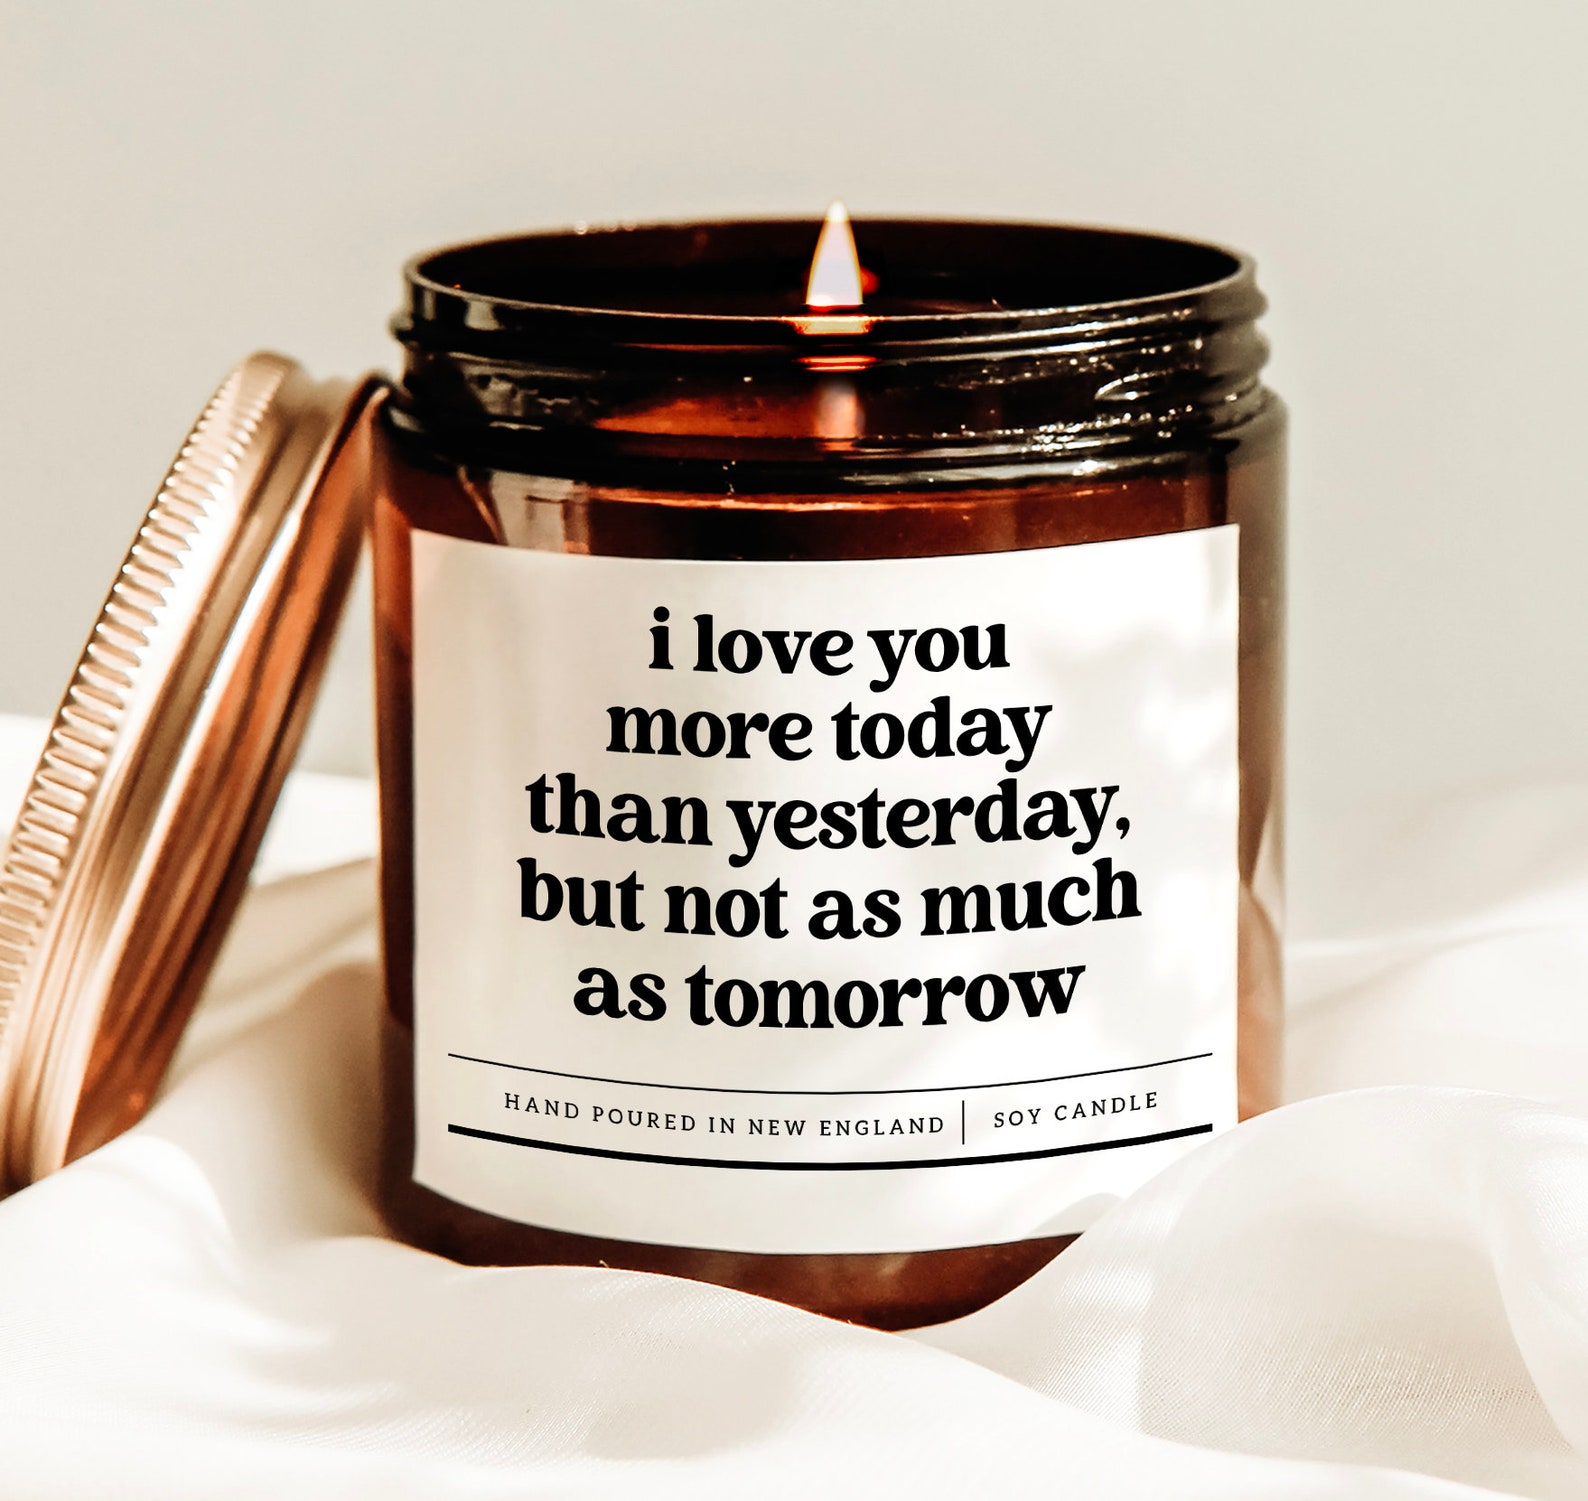 i love you
more today
than yesterday,
but not as much
as tomorrow
HAND POURED IN NEW ENGLAND | SOY CANDLE